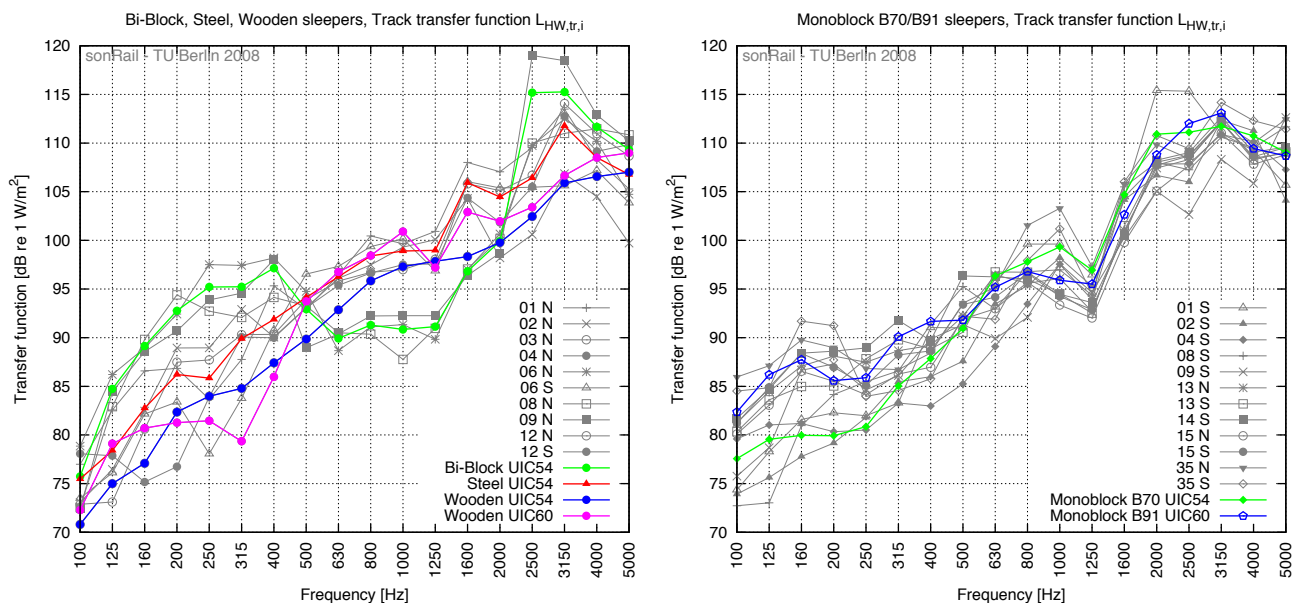 Bi-Block, Steel, Wooden sleepers, Track transfer function L_HW,tr,i
sonRail - TU Berlin 2008
Transfer function [dB re 1 W/m²]
120
115
110
105
100
95
90
85
80
75
70
01 N
02 N
03 N
04 N
06 N
06 S
08 N
09 N
12 N
12 S
Bi-Block UIC54
Steel UIC54
Wooden UIC54
Wooden UIC60
100
125
160
200
250
315
400
500
630
800
1000
1250
1600
2000
2500
3150
4000
5000
Frequency [Hz]
Monoblock B70/B91 sleepers, Track transfer function L_HW,tr,i
sonRail - TU Berlin 2008
Transfer function [dB re 1 W/m²]
120
115
110
105
100
95
90
85
80
75
70
01 S
02 S
04 S
08 S
09 S
13 N
13 S
14 S
15 N
15 S
35 N
35 S
Monoblock B70 UIC54
Monoblock B91 UIC60
100
125
160
200
250
315
400
500
630
800
1000
1250
1600
2000
2500
3150
4000
5000
Frequency [Hz]